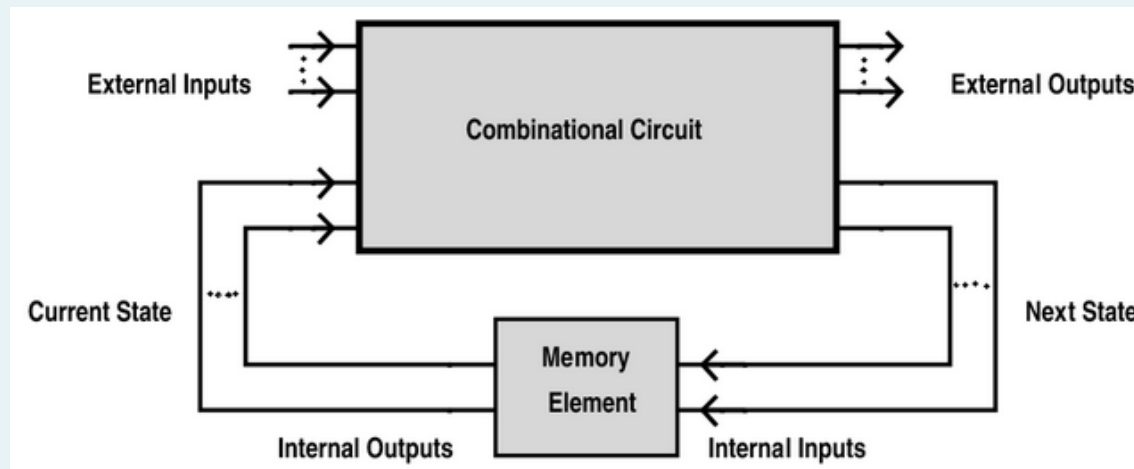 External Inputs
External Outputs
Combinational Circuit
Current State
Next State
Memory
Element
Internal Outputs
Internal Inputs